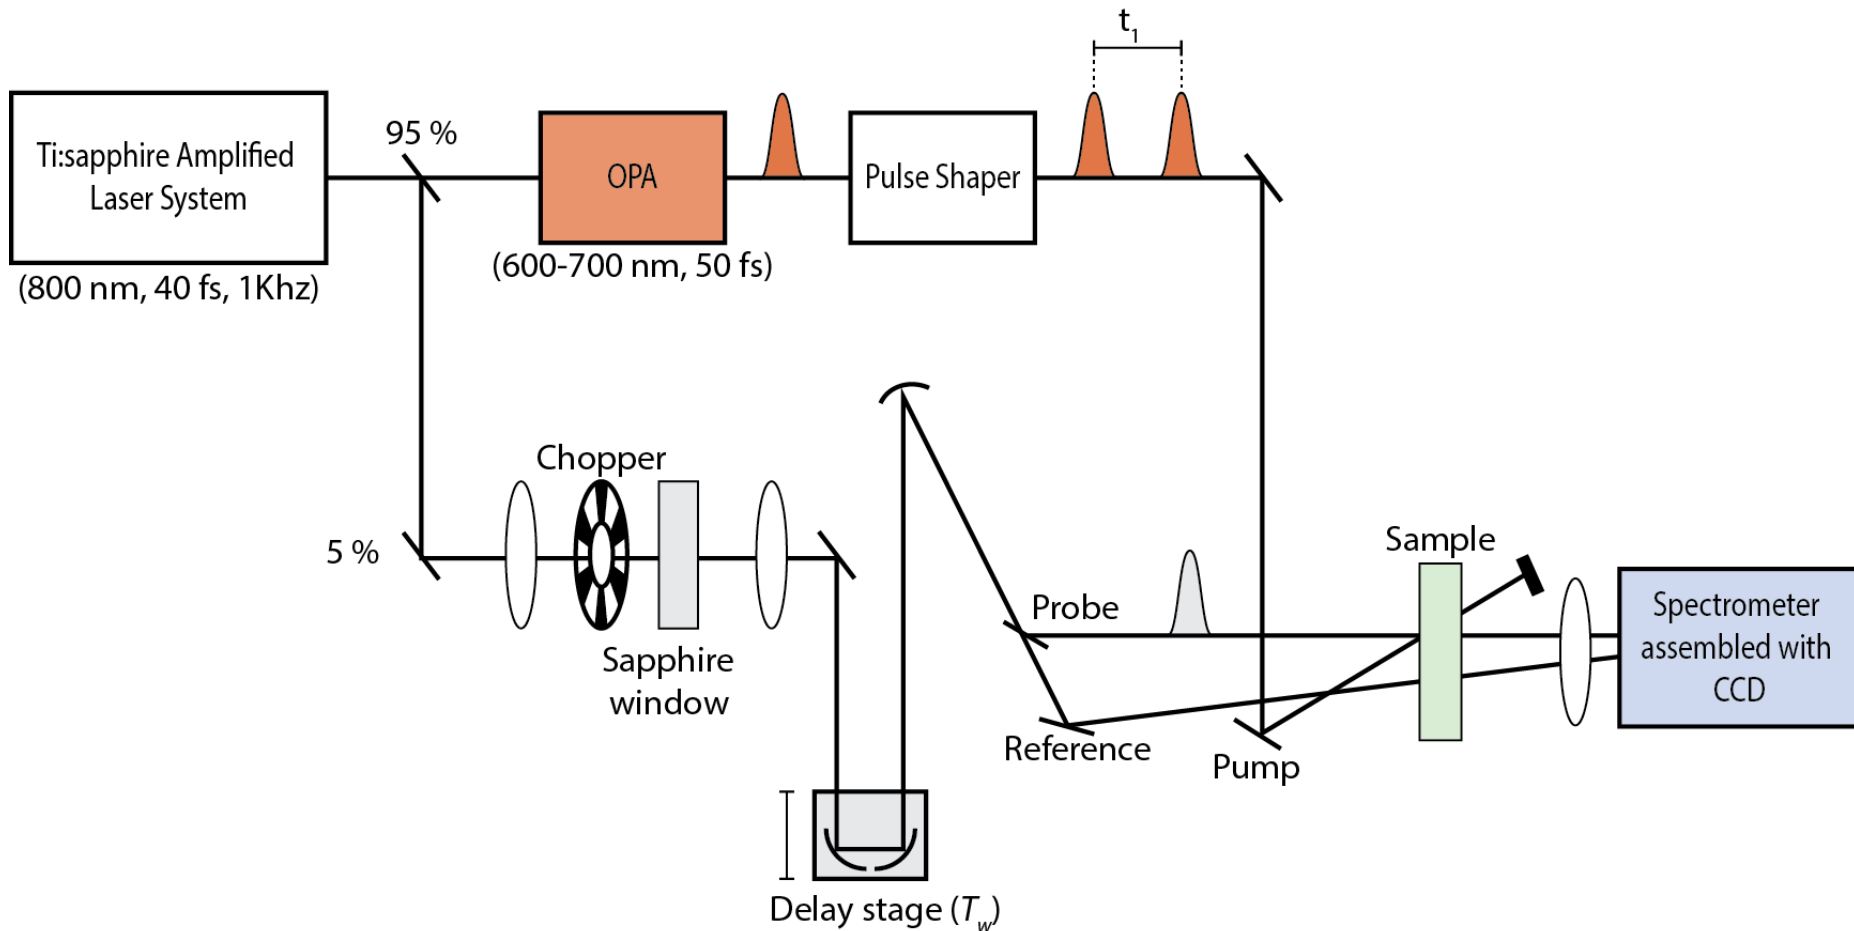 t₁
Ti:sapphire Amplified
Laser System
(800 nm, 40 fs, 1Khz)
95 %
OPA
(600-700 nm, 50 fs)
Pulse Shaper
5 %
Chopper
Sapphire
window
Delay stage (T_w)
Probe
Reference
Pump
Sample
Spectrometer
assembled with
CCD